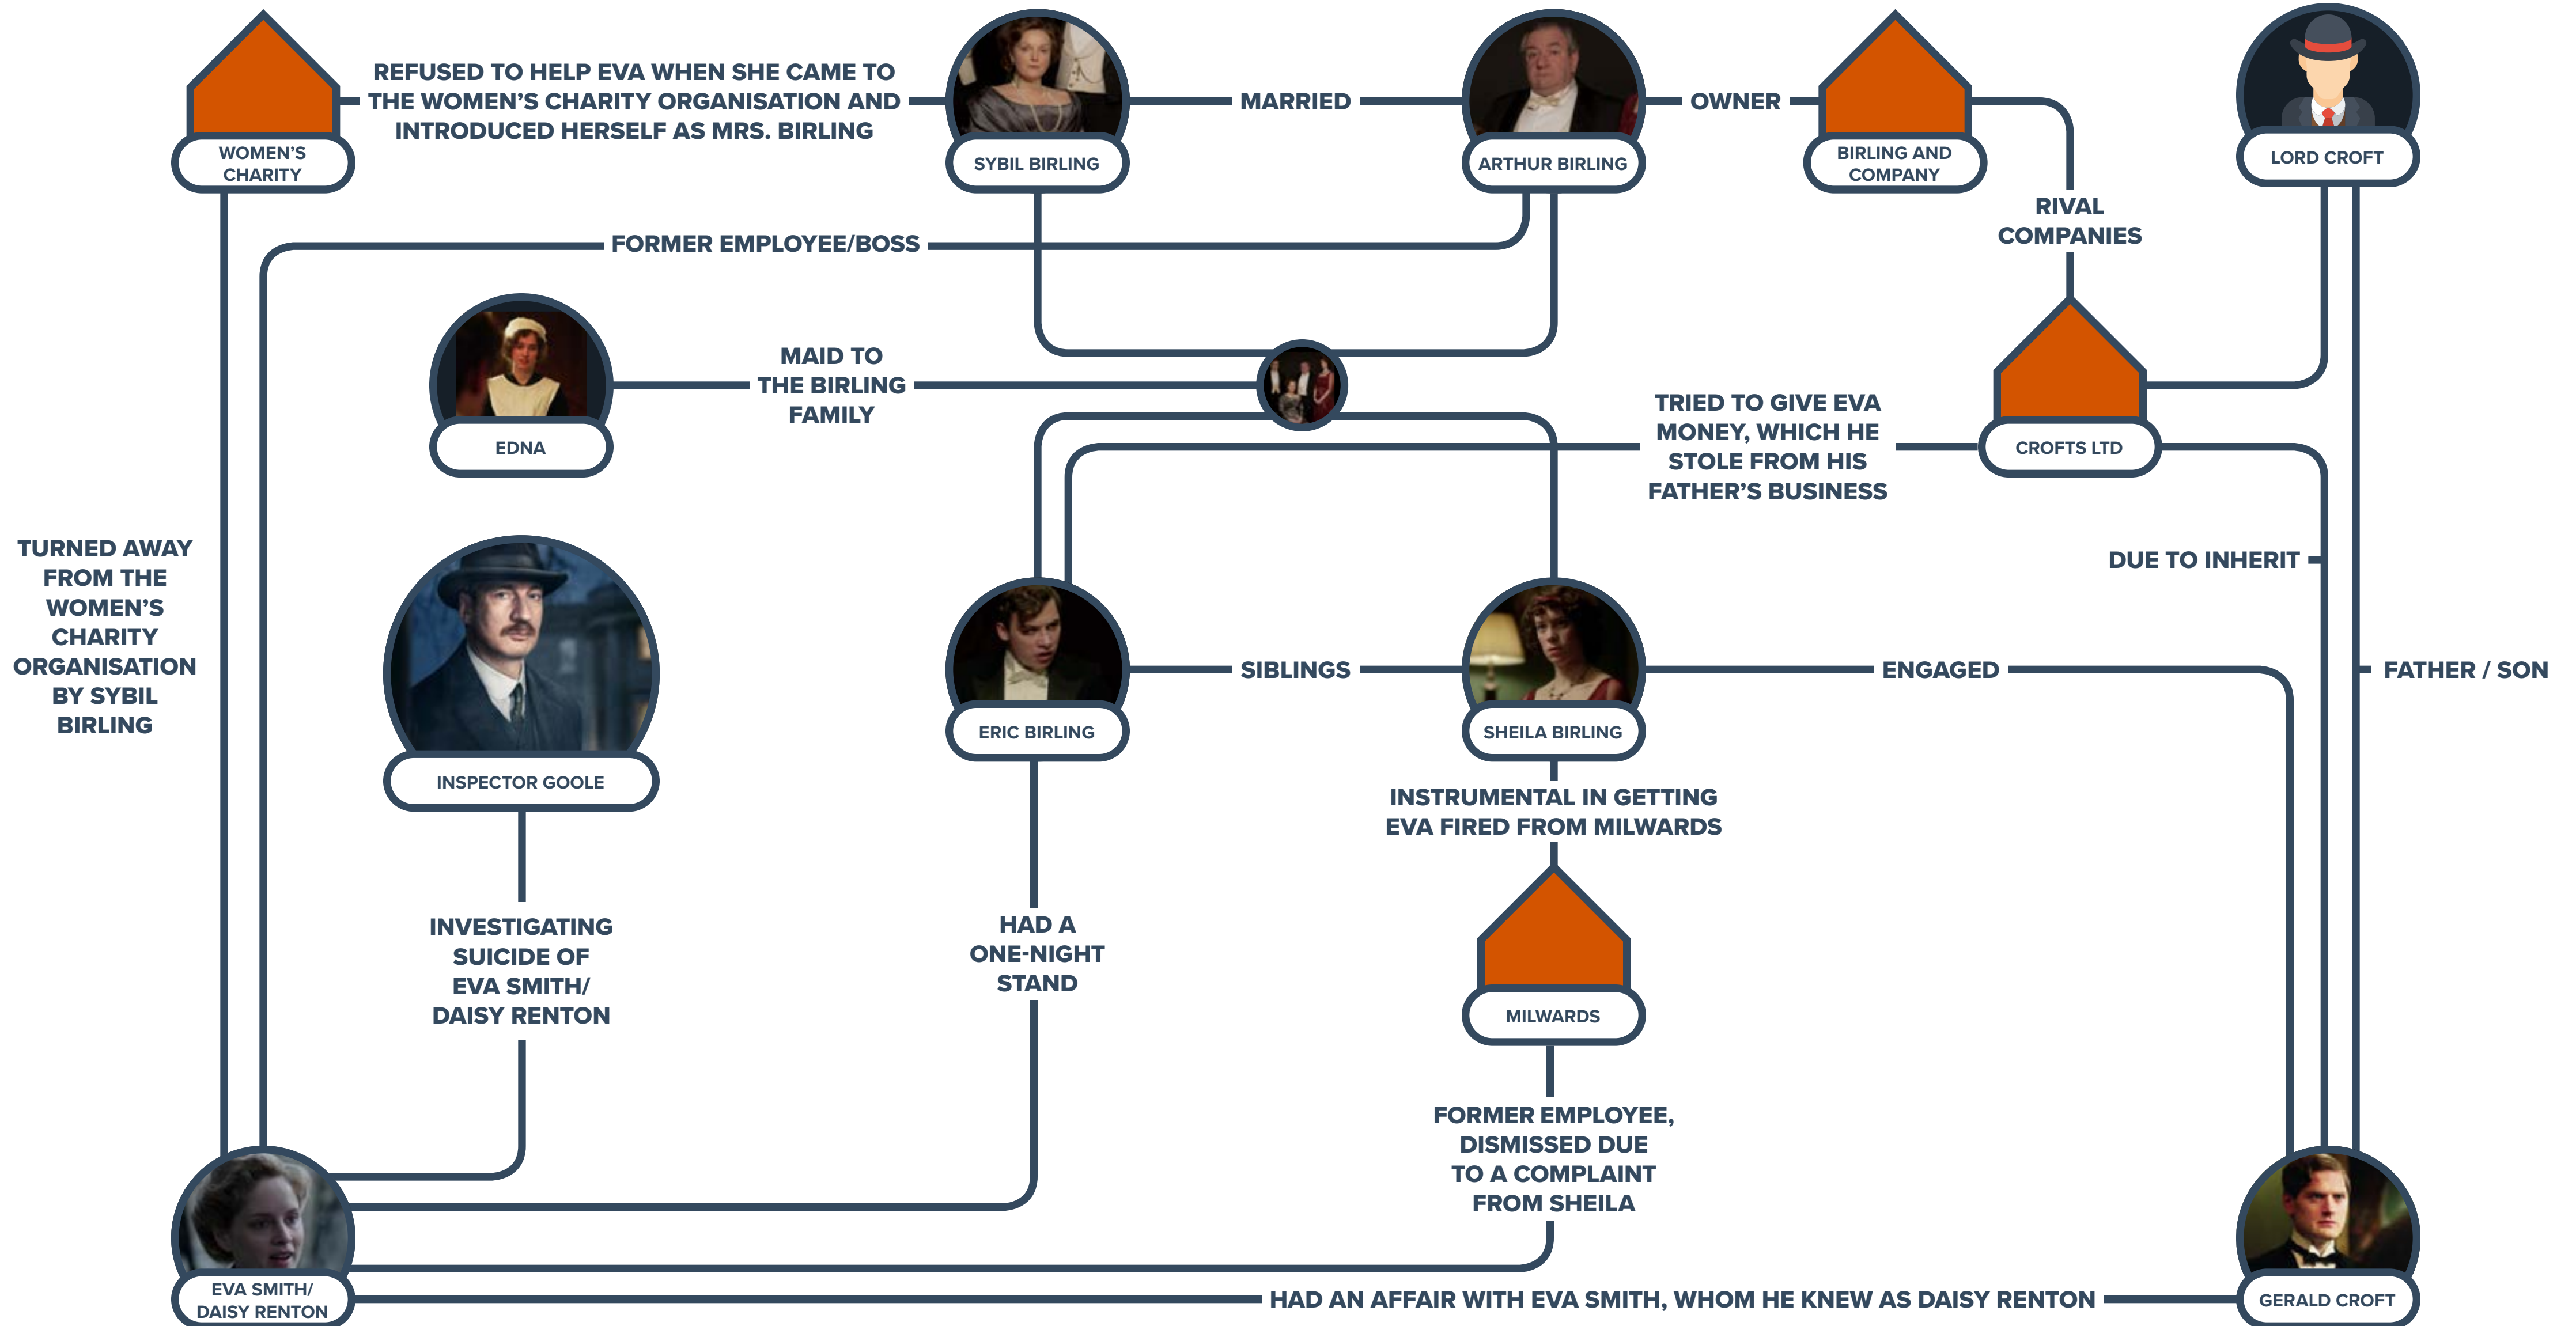 REFUSED TO HELP EVA WHEN SHE CAME TO
THE WOMEN'S CHARITY ORGANISATION AND
INTRODUCED HERSELF AS MRS. BIRLING
MARRIED
OWNER
WOMEN'S
CHARITY
SYBIL BIRLING
ARTHUR BIRLING
BIRLING AND
COMPANY
LORD CROFT
RIVAL
COMPANIES
FORMER EMPLOYEE/BOSS
MAID TO
THE BIRLING
FAMILY
EDNA
TRIED TO GIVE EVA
MONEY, WHICH HE
STOLE FROM HIS
FATHER'S BUSINESS
CROFTS LTD
TURNED AWAY
FROM THE
WOMEN'S
CHARITY
ORGANISATION
BY SYBIL
BIRLING
DUE TO INHERIT
SIBLINGS
ENGAGED
FATHER / SON
INSPECTOR GOOLE
ERIC BIRLING
SHEILA BIRLING
INSTRUMENTAL IN GETTING
EVA FIRED FROM MILWARDS
INVESTIGATING
SUICIDE OF
EVA SMITH/
DAISY RENTON
HAD A
ONE-NIGHT
STAND
MILWARDS
FORMER EMPLOYEE,
DISMISSED DUE
TO A COMPLAINT
FROM SHEILA
EVA SMITH/
DAISY RENTON
HAD AN AFFAIR WITH EVA SMITH, WHOM HE KNEW AS DAISY RENTON
GERALD CROFT